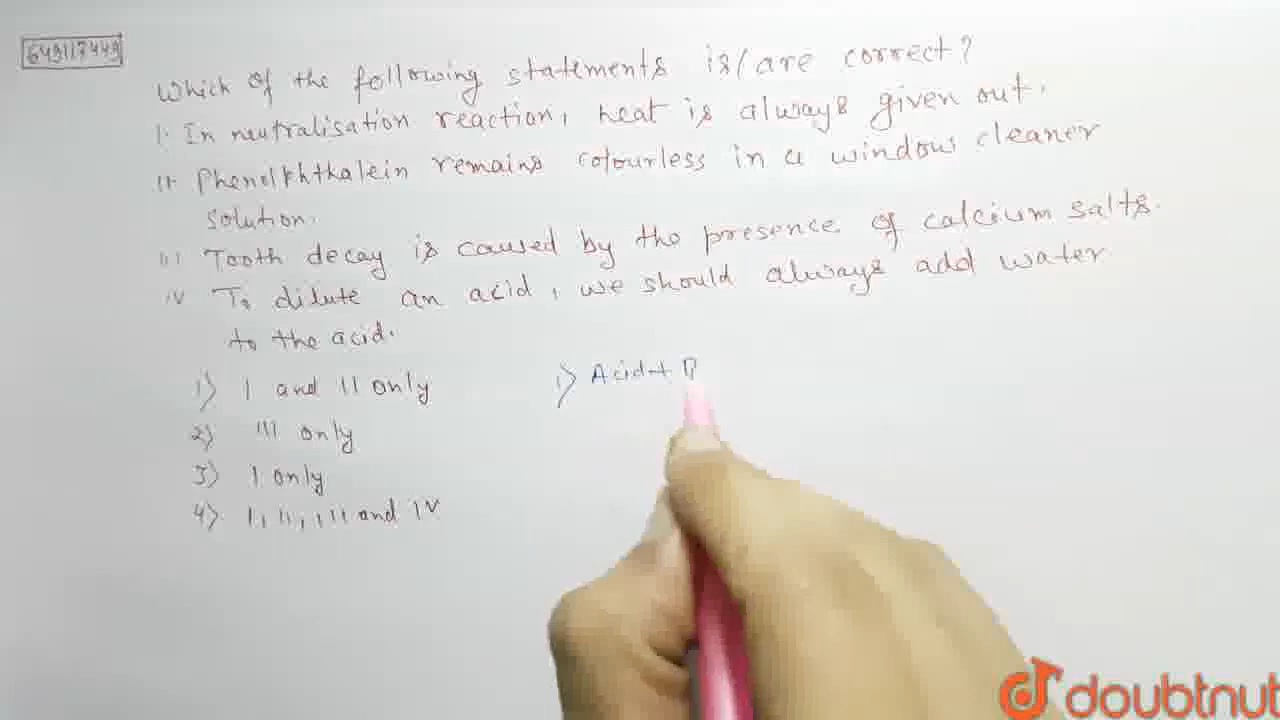 649117449
Which of the following statements is/are correct?
I. In neutralisation reaction, heat is always given out.
II Phenolphthalein remains colourless in a window cleaner
solution.
III Tooth decay is caused by the presence of calcium salts.
IV To dilute an acid, we should always add water
to the acid.
1) I and II only
2) III only
3) I only
4) I, II, III and IV
1) Acid +
doubtnut